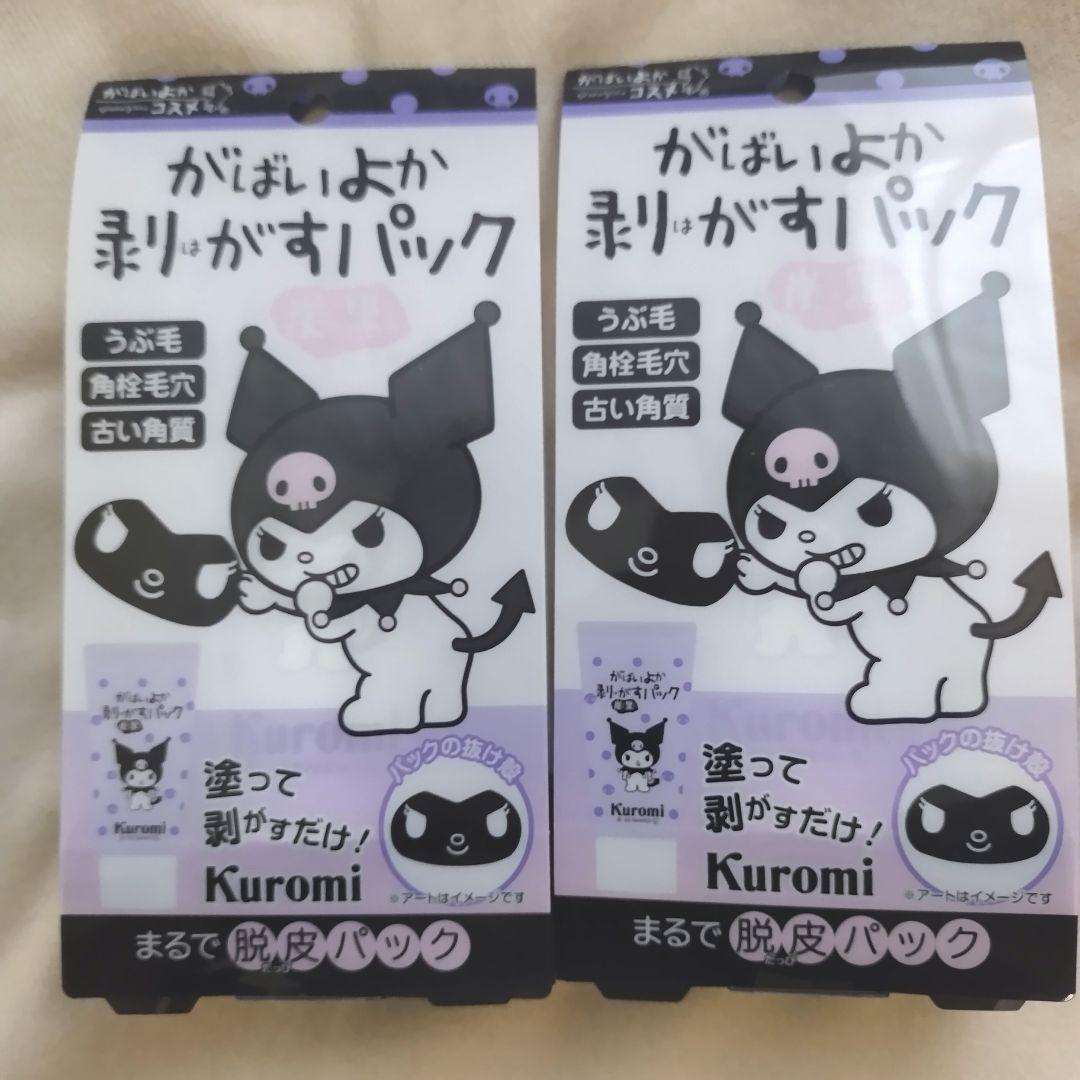 がばいよか
コスメ
がばいよか
剥がすパック
は
うぶ毛
角栓毛穴
古い角質
がばいよか
剥がすパック
Kuromi
塗って
剥がすだけ!
Kuromi
パックの抜け殻
※アートはイメージです
まるで脱皮パック
だっぴ
がばいよか
コスメ
がばいよか
剥がすパック
は
うぶ毛
角栓毛穴
古い角質
がばいよか
剥がすパック
Kuromi
塗って
剥がすだけ!
Kuromi
パックの抜け殻
※アートはイメージです
まるで脱皮パック
だっぴ